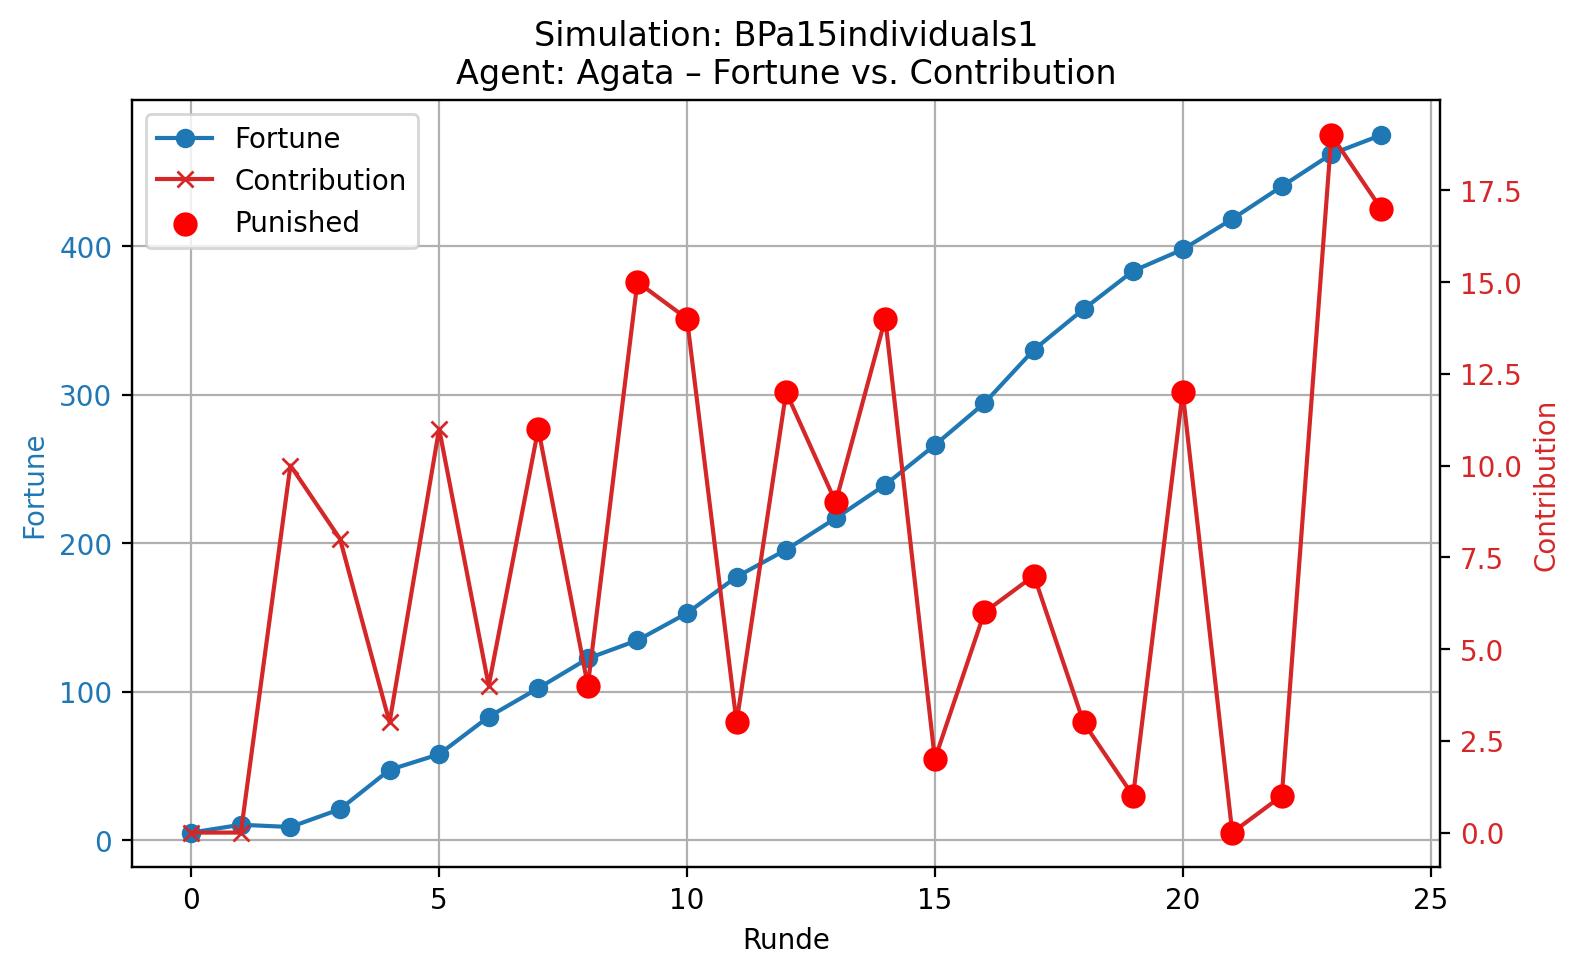 Simulation: BPa15individuals1
Agent: Agata – Fortune vs. Contribution
Fortune
Contribution
Punished
400
300
200
100
0
Fortune
17.5
15.0
12.5
10.0
7.5
5.0
2.5
0.0
Contribution
0
5
10
15
20
25
Runde